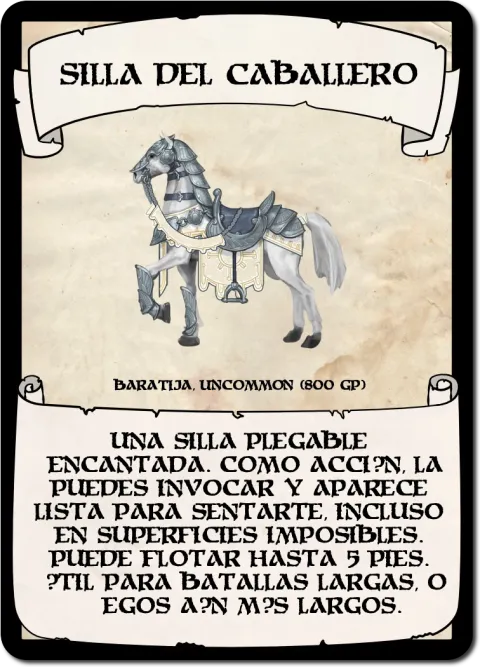 SILLA DEL CABALLERO
BARATIJA, UNCOMMON (800 GP)
UNA SILLA PLEGABLE
ENCANTADA. COMO ACCI?N, LA
PUEDES INVOCAR Y APARECE
LISTA PARA SENTARTE, INCLUSO
EN SUPERFICIES IMPOSIBLES.
PUEDE FLOTAR HASTA 5 PIES.
?TIL PARA BATALLAS LARGAS, O
EGOS A?N M?S LARGOS.